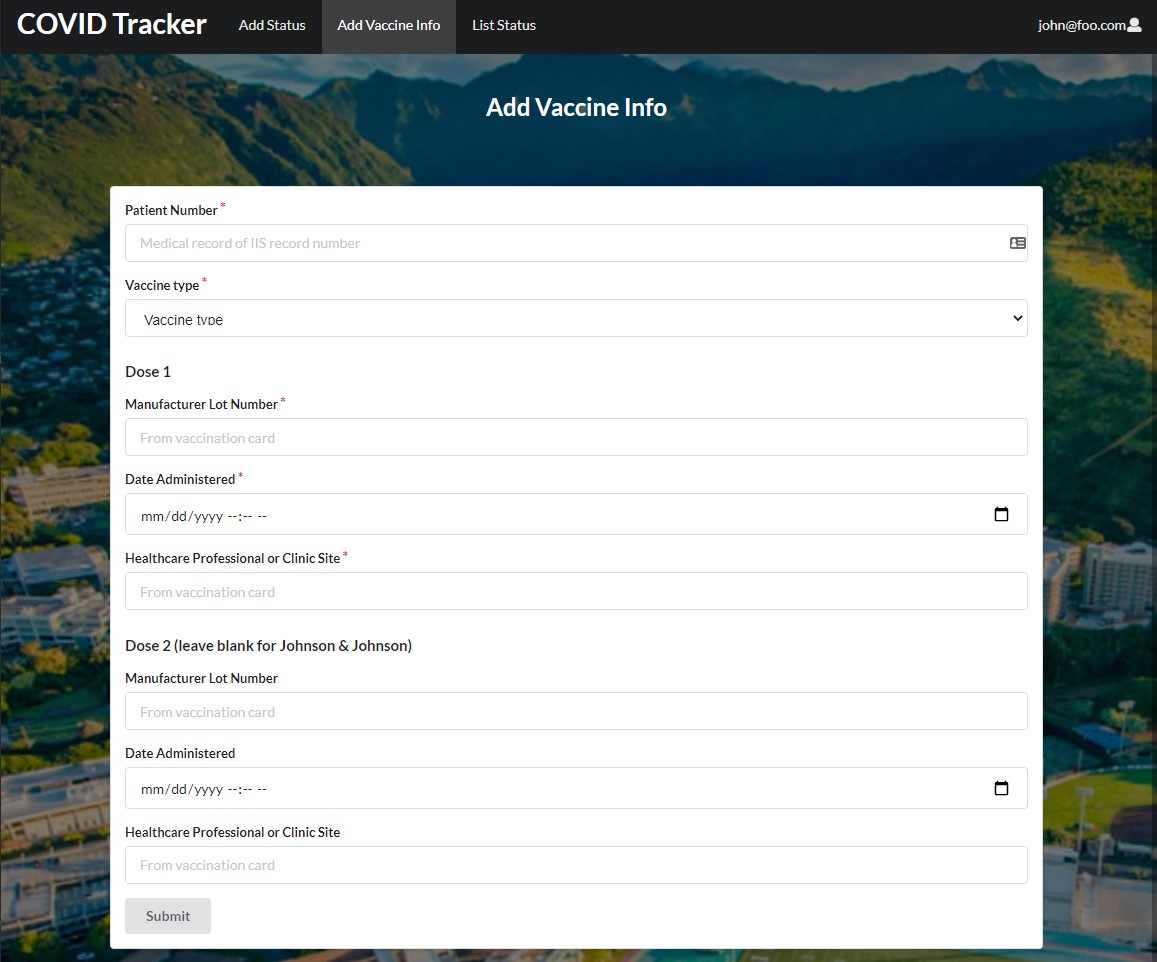 COVID Tracker Add Status Add Vaccine Info List Status john@foo.com
Add Vaccine Info
Patient Number *
Medical record of IIS record number
Vaccine type *
Vaccine type
Dose 1
Manufacturer Lot Number *
From vaccination card
Date Administered *
mm/dd/yyyy --:-- --
Healthcare Professional or Clinic Site *
From vaccination card
Dose 2 (leave blank for Johnson & Johnson)
Manufacturer Lot Number
From vaccination card
Date Administered
mm/dd/yyyy --:-- --
Healthcare Professional or Clinic Site
From vaccination card
Submit